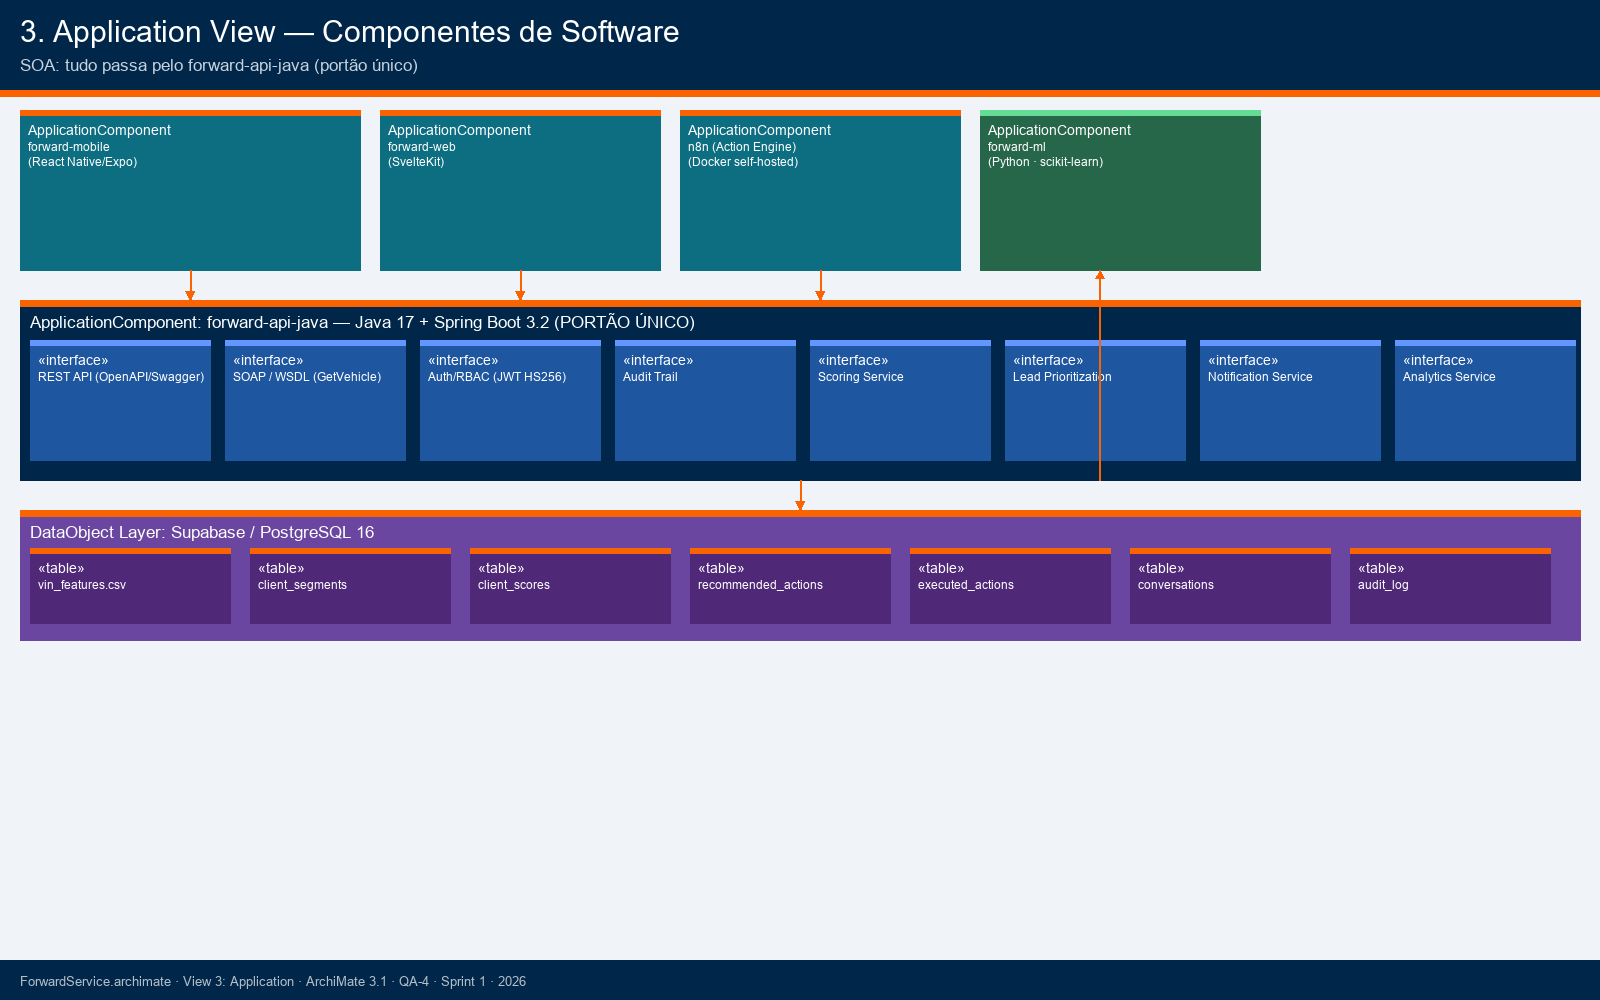 3. Application View — Componentes de Software
SOA: tudo passa pelo forward-api-java (portão único)
ApplicationComponent
forward-mobile
(React Native/Expo)
ApplicationComponent
forward-web
(SvelteKit)
ApplicationComponent
n8n (Action Engine)
(Docker self-hosted)
ApplicationComponent
forward-ml
(Python · scikit-learn)
ApplicationComponent: forward-api-java — Java 17 + Spring Boot 3.2 (PORTÃO ÚNICO)
«interface»
REST API (OpenAPI/Swagger)
«interface»
SOAP / WSDL (GetVehicle)
«interface»
Auth/RBAC (JWT HS256)
«interface»
Audit Trail
«interface»
Scoring Service
«interface»
Lead Prioritization
«interface»
Notification Service
«interface»
Analytics Service
DataObject Layer: Supabase / PostgreSQL 16
«table»
vin_features.csv
«table»
client_segments
«table»
client_scores
«table»
recommended_actions
«table»
executed_actions
«table»
conversations
«table»
audit_log
ForwardService.archimate · View 3: Application · ArchiMate 3.1 · QA-4 · Sprint 1 · 2026